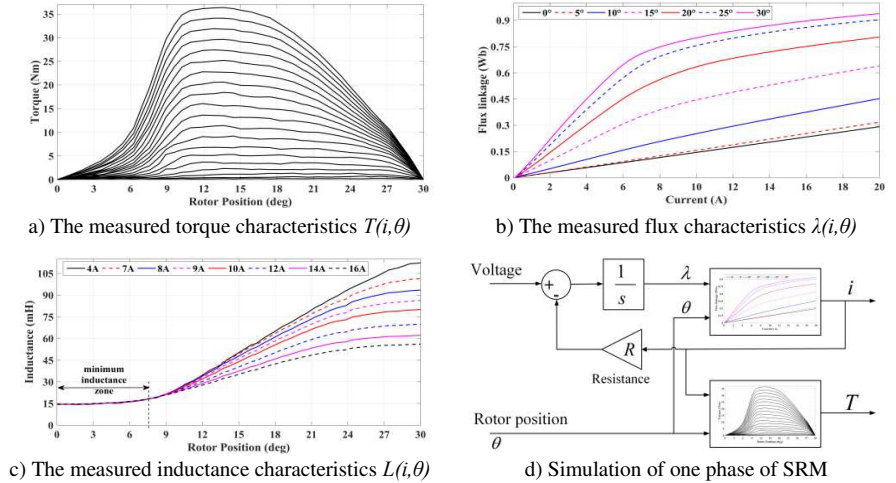 Torque (Nm)
35
30
25
20
15
10
5
0
0 3 6 9 12 15 18 21 24 27 30
Rotor Position (deg)
a) The measured torque characteristics T(i,θ)
0° 5° 10° 15° 20° 25° 30°
Flux linkage (Wb)
0.9
0.75
0.6
0.45
0.3
0.15
0
0 2 4 6 8 10 12 14 16 18 20
Current (A)
b) The measured flux characteristics λ(i,θ)
4A 7A 8A 9A 10A 12A 14A 16A
Inductance (mH)
105
90
75
60
45
30
15
0
minimum
inductance
zone
0 3 6 9 12 15 18 21 24 27 30
Rotor Position (deg)
c) The measured inductance characteristics L(i,θ)
Voltage
+
-
1
s
λ
θ
i
R
Resistance
Rotor position
θ
T
d) Simulation of one phase of SRM